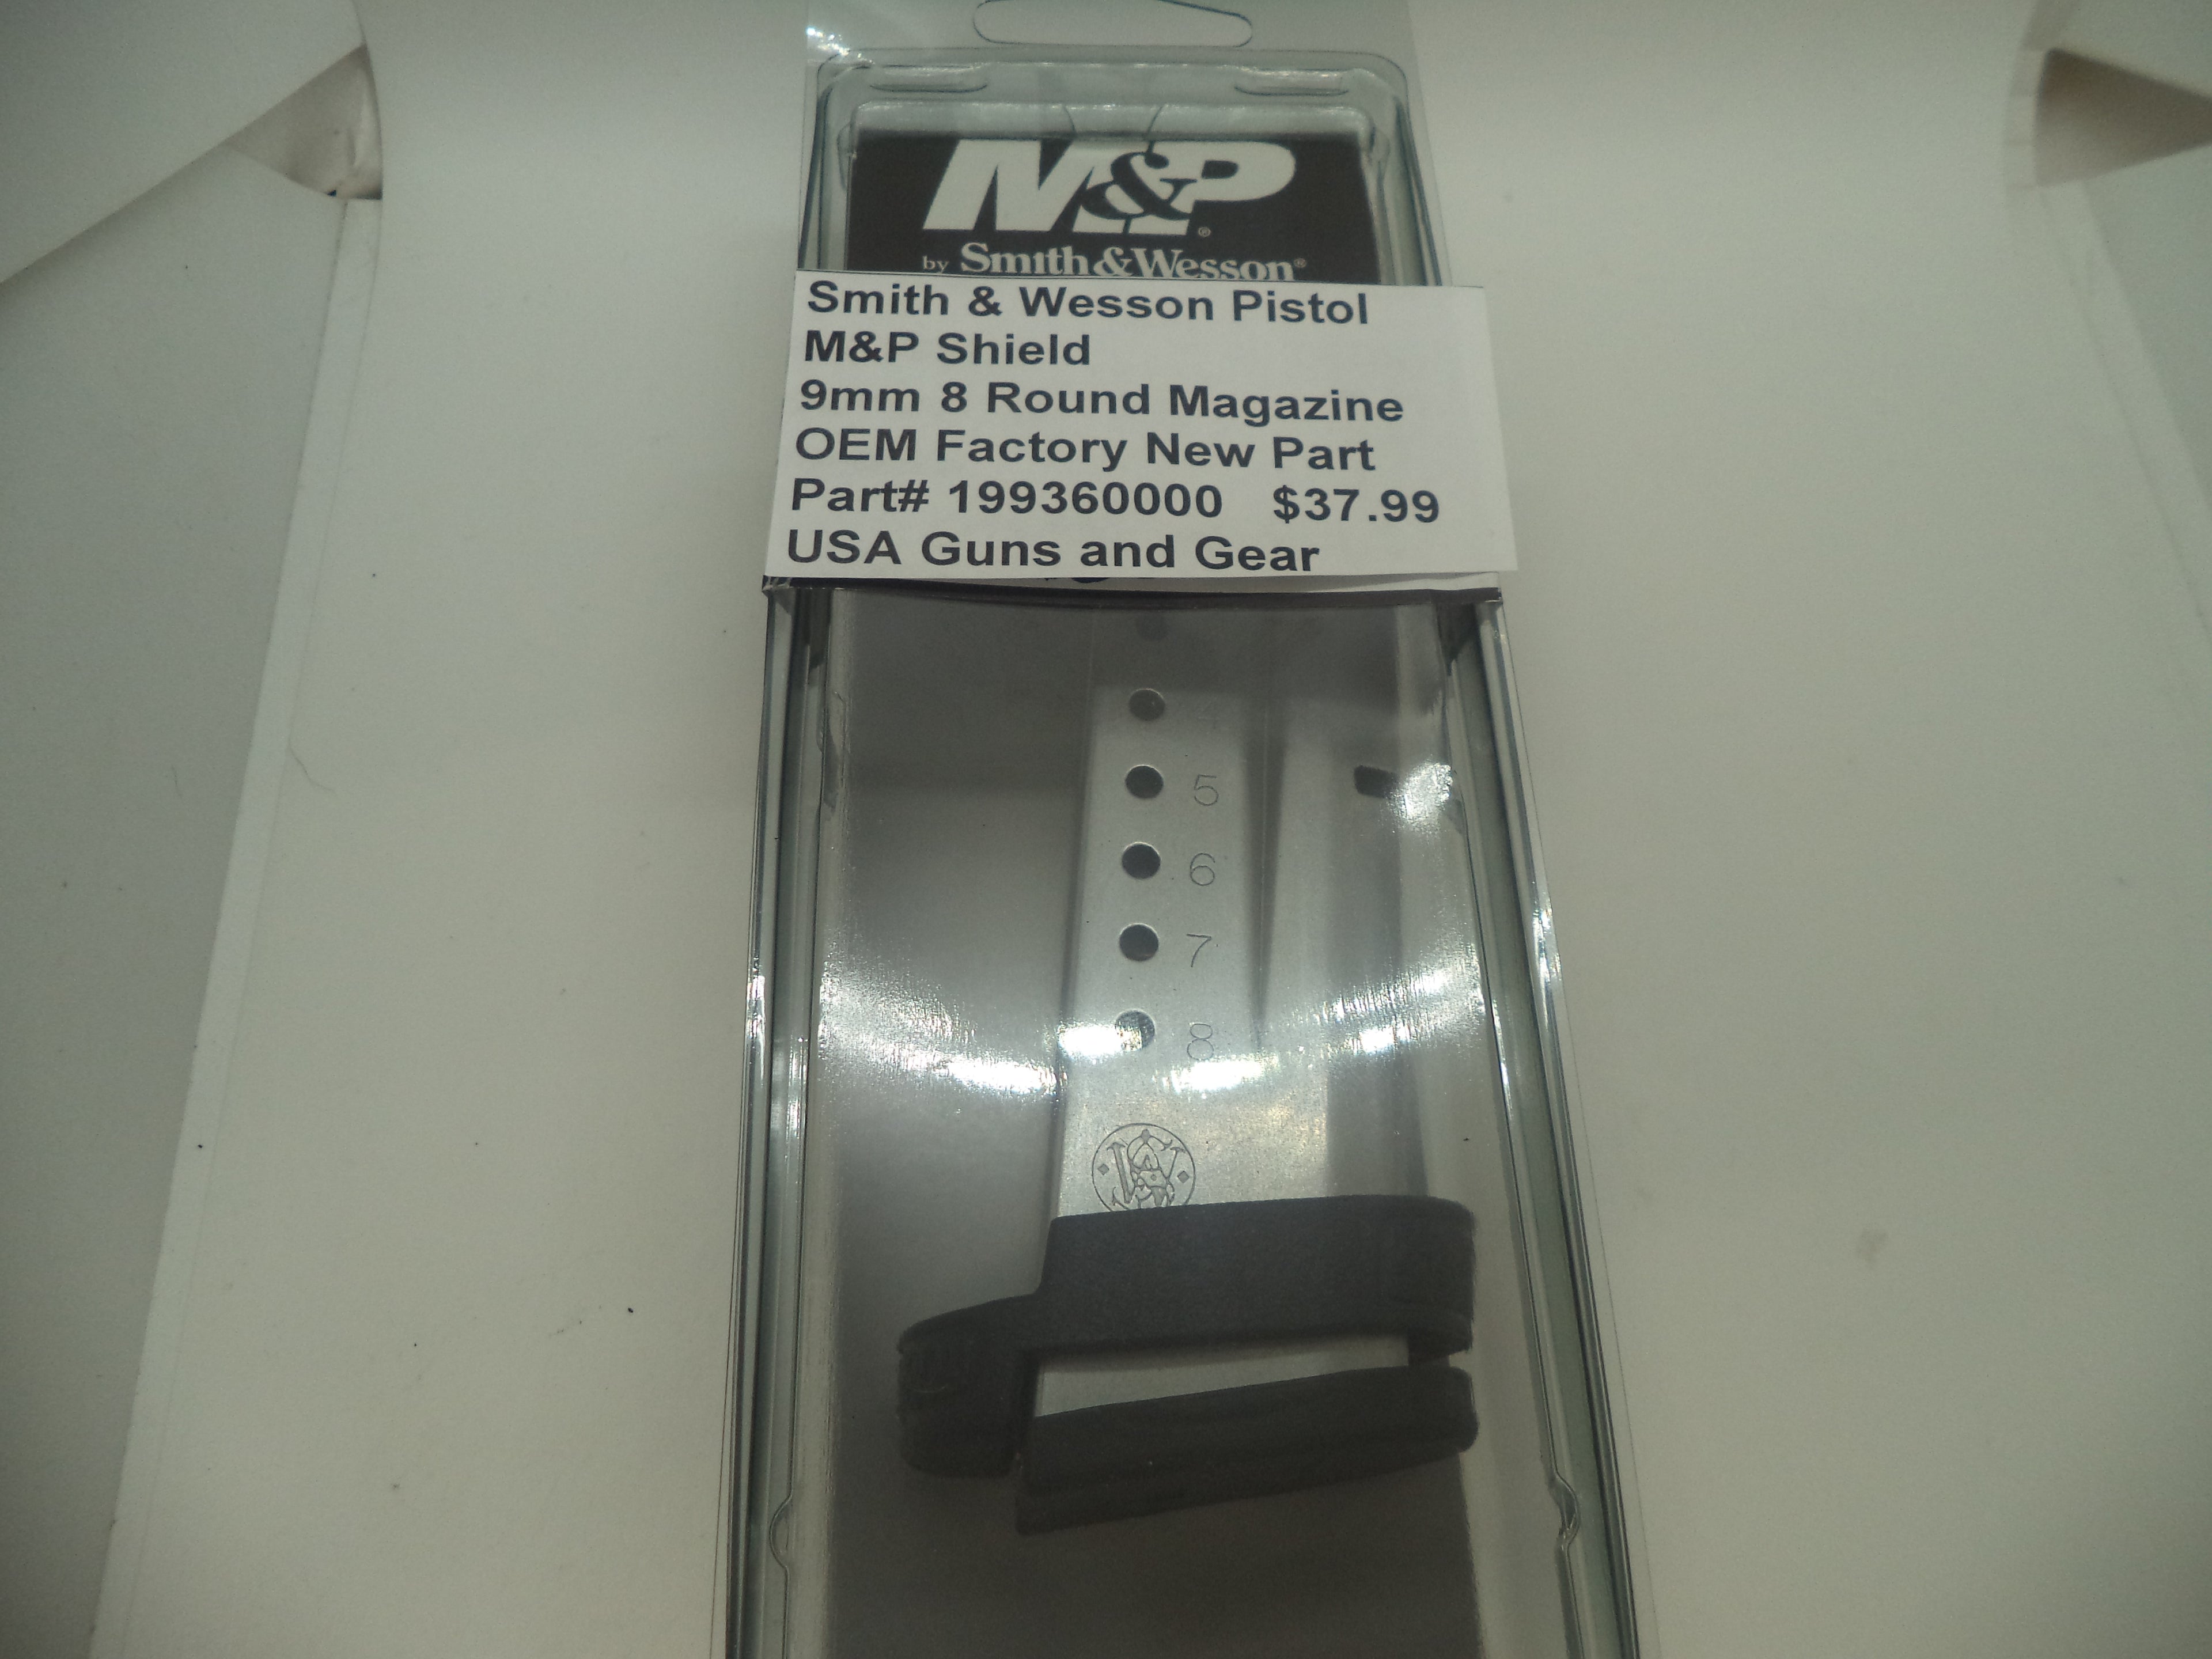 M&P®
by Smith & Wesson®
Smith & Wesson Pistol
M&P Shield
9mm 8 Round Magazine
OEM Factory New Part
Part# 199360000 $37.99
USA Guns and Gear
4
5
6
7
8